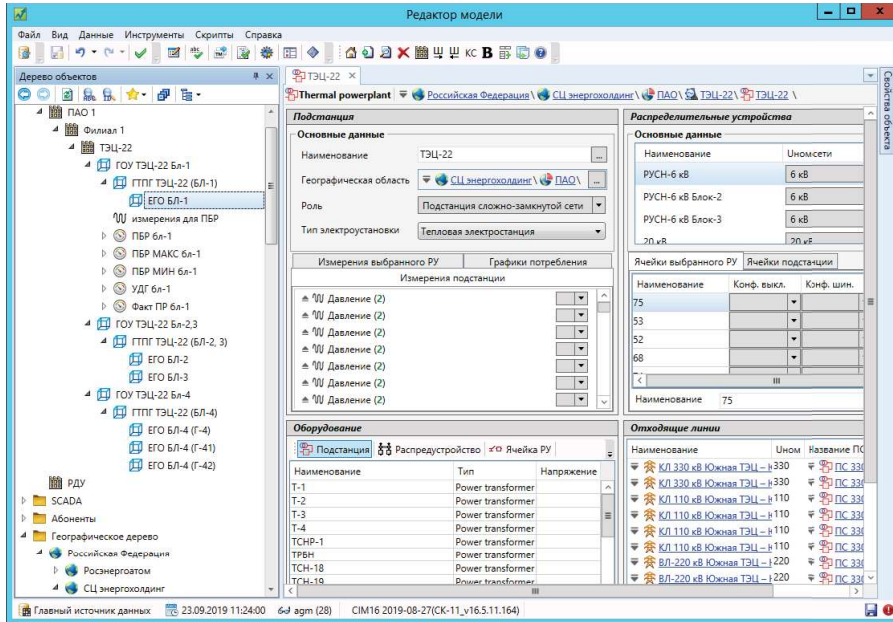 Редактор модели
Файл Вид Данные Инструменты Скрипты Справка
КС В
Дерево объектов
ПАО 1
Филиал 1
ТЭЦ-22
ГОУ ТЭЦ-22 Бл-1
ГТПГ ТЭЦ-22 (БЛ-1)
ЕГО БЛ-1
измерения для ПБР
ПБР бл-1
ПБР МАКС бл-1
ПБР МИН бл-1
УДГ бл-1
Факт ПР бл-1
ГОУ ТЭЦ-22 Бл-2,3
ГТПГ ТЭЦ-22 (БЛ-2, 3)
ЕГО БЛ-2
ЕГО БЛ-3
ГОУ ТЭЦ-22 Бл-4
ГТПГ ТЭЦ-22 (БЛ-4)
ЕГО БЛ-4 (Г-4)
ЕГО БЛ-4 (Г-41)
ЕГО БЛ-4 (Г-42)
РДУ
SCADA
Абоненты
Географическое дерево
Российская Федерация
Росэнергоатом
СЦ энергохолдинг
ТЭЦ-22
Thermal powerplant Российская Федерация \ СЦ энергохолдинг \ ПАО \ ТЭЦ-22 \ ТЭЦ-22 \
Подстанция
Основные данные
Наименование ТЭЦ-22 ...
Географическая область СЦ энергохолдинг \ ПАО \ ...
Роль Подстанция сложно-замкнутой сети
Тип электроустановки Тепловая электростанция
Измерения выбранного РУ Графики потребления
Измерения подстанции
Давление (2)
Давление (2)
Давление (2)
Давление (2)
Давление (2)
Давление (2)
Давление (2)
Распределительные устройства
Основные данные
Наименование Uномсети
РУСН-6 кВ 6 кВ
РУСН-6 кВ Блок-2 6 кВ
РУСН-6 кВ Блок-3 6 кВ
20 кВ 20 кВ
Ячейки выбранного РУ Ячейки подстанции
Наименование Конф. выкл. Конф. шин.
75
53
52
68
Наименование 75
Оборудование
Подстанция Распредустройство Ячейка РУ
Наименование Тип Напряжение
Т-1 Power transformer
Т-2 Power transformer
Т-3 Power transformer
Т-4 Power transformer
ТСНР-1 Power transformer
ТРБН Power transformer
ТСН-18 Power transformer
ТСН-19 Power transformer
Отходящие линии
Наименование Uном Название ПС
КЛ 330 кВ Южная ТЭЦ – 330 ПС 330
КЛ 330 кВ Южная ТЭЦ – 330 ПС 330
КЛ 110 кВ Южная ТЭЦ – 110 ПС 330
КЛ 110 кВ Южная ТЭЦ – 110 ПС 330
КЛ 110 кВ Южная ТЭЦ – 110 ПС 330
КЛ 110 кВ Южная ТЭЦ – 110 ПС 330
ВЛ-220 кВ Южная ТЭЦ – 220 ПС 330
ВЛ-220 кВ Южная ТЭЦ – 220 ПС 330
Свойства объекта
Главный источник данных 23.09.2019 11:24:00 agm (28) CIM16 2019-08-27(СК-11_v16.5.11.164)